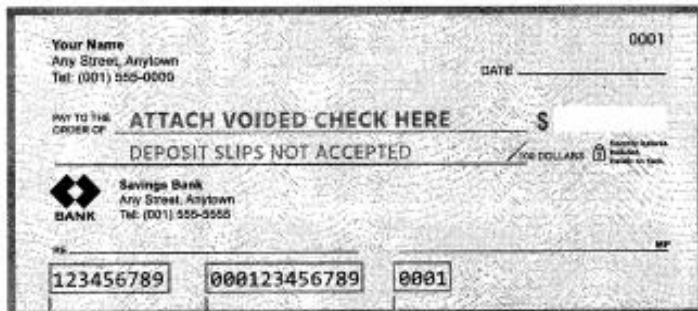 Your Name
0001
Any Street, Anytown
Tel: (001) 555-0000
DATE
PAY TO THE
ORDER OF
ATTACH VOIDED CHECK HERE
$
DEPOSIT SLIPS NOT ACCEPTED
/100 DOLLARS
Savings Bank
Any Street, Anytown
Tel: (001) 555-5555
BANK
RE
MP
123456789 000123456789 0001